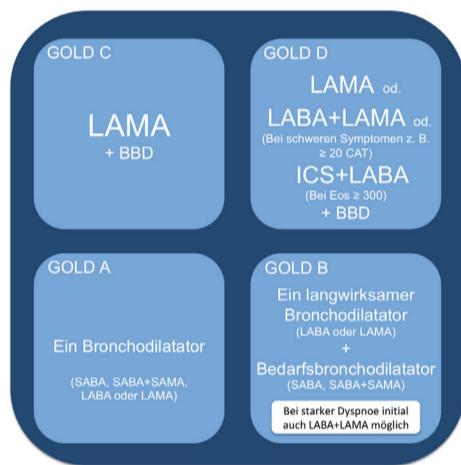 GOLD C
LAMA
+ BBD
GOLD D
LAMA od.
LABA+LAMA od.
(Bei schweren Symptomen z. B.
≥ 20 CAT)
ICS+LABA
(Bei Eos ≥ 300)
+ BBD
GOLD A
Ein Bronchodilatator
(SABA, SABA+SAMA,
LABA oder LAMA)
GOLD B
Ein langwirksamer
Bronchodilatator
(LABA oder LAMA)
+
Bedarfsbronchodilatator
(SABA, SABA+SAMA)
Bei starker Dyspnoe initial
auch LABA+LAMA möglich